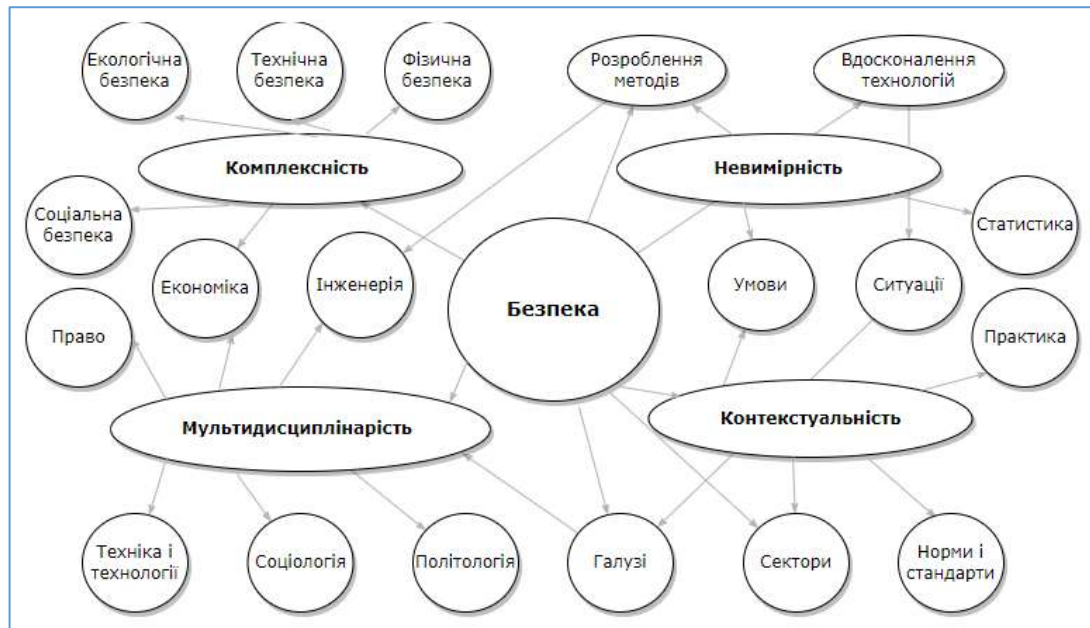 Екологічна
безпека
Технічна
безпека
Фізична
безпека
Розроблення
методів
Вдосконалення
технологій
Комплексність
Невимірність
Соціальна
безпека
Статистика
Економіка
Інженерія
Безпека
Умови
Ситуації
Право
Практика
Мультидисциплінарість
Контекстуальність
Техніка і
технології
Соціологія
Політологія
Галузі
Сектори
Норми і
стандарти